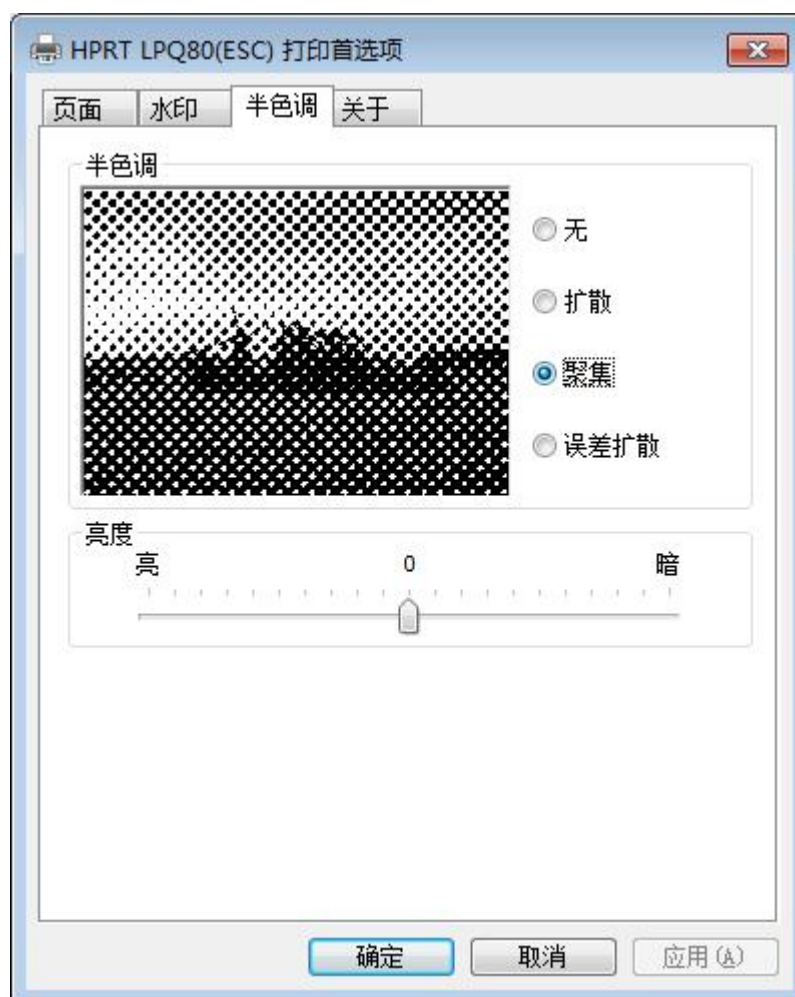 HPRT LPQ80(ESC) 打印首选项
页面 水印 半色调 关于
半色调
无
扩散
聚集
误差扩散
亮度
亮 0 暗
确定 取消 应用(A)